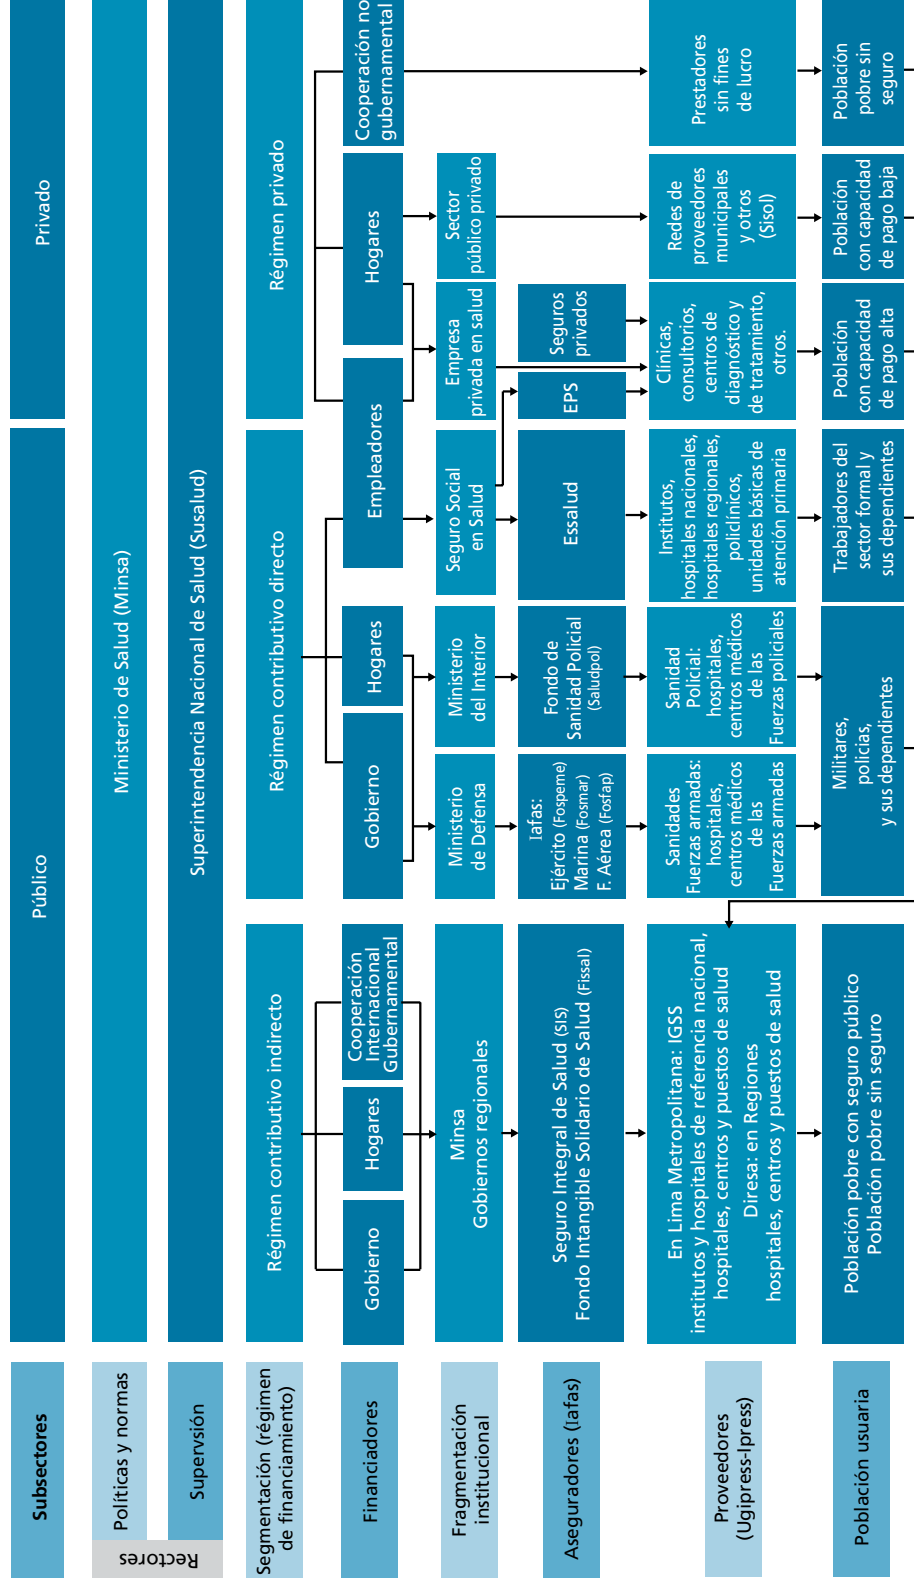 Subsectores
Público
Privado
Rectores
Políticas y normas
Ministerio de Salud (Minsa)
Supervsión
Superintendencia Nacional de Salud (Susalud)
Segmentación (régimen
de financiamiento)
Régimen contributivo indirecto
Régimen contributivo directo
Régimen privado
Financiadores
Gobierno
Hogares
Cooperación
Internacional
Gubernamental
Gobierno
Hogares
Empleadores
Hogares
Cooperación no
gubernamental
Fragmentación
institucional
Minsa
Gobiernos regionales
Ministerio
de Defensa
Ministerio
del Interior
Seguro Social
en Salud
Empresa
privada en salud
Sector
público privado
Aseguradores (Iafas)
Seguro Integral de Salud (SIS)
Fondo Intangible Solidario de Salud (Fissal)
Iafas:
Ejército (Fospeme)
Marina (Fosmar)
F. Aérea (Fosfap)
Fondo de
Sanidad Policial
(Saludpol)
Essalud
EPS
Seguros
privados
Proveedores
(Ugipress-Ipress)
En Lima Metropolitana: IGSS
institutos y hospitales de referencia nacional,
hospitales, centros y puestos de salud
Diresa: en Regiones
hospitales, centros y puestos de salud
Sanidades
Fuerzas armadas:
hospitales,
centros médicos
de las
Fuerzas armadas
Sanidad
Policial:
hospitales,
centros médicos
de las
Fuerzas policiales
Institutos,
hospitales nacionales,
hospitales regionales,
policlínicos,
unidades básicas de
atención primaria
Clinicas,
consultorios,
centros de
diagnóstico y
de tratamiento,
otros.
Redes de
proveedores
municipales
y otros
(Sisol)
Prestadores
sin fines
de lucro
Población usuaria
Población pobre con seguro público
Población pobre sin seguro
Militares,
policias,
y sus dependientes
Trabajadores del
sector formal y
sus dependientes
Población
con capacidad
de pago alta
Población
con capacidad
de pago baja
Población
pobre sin
seguro